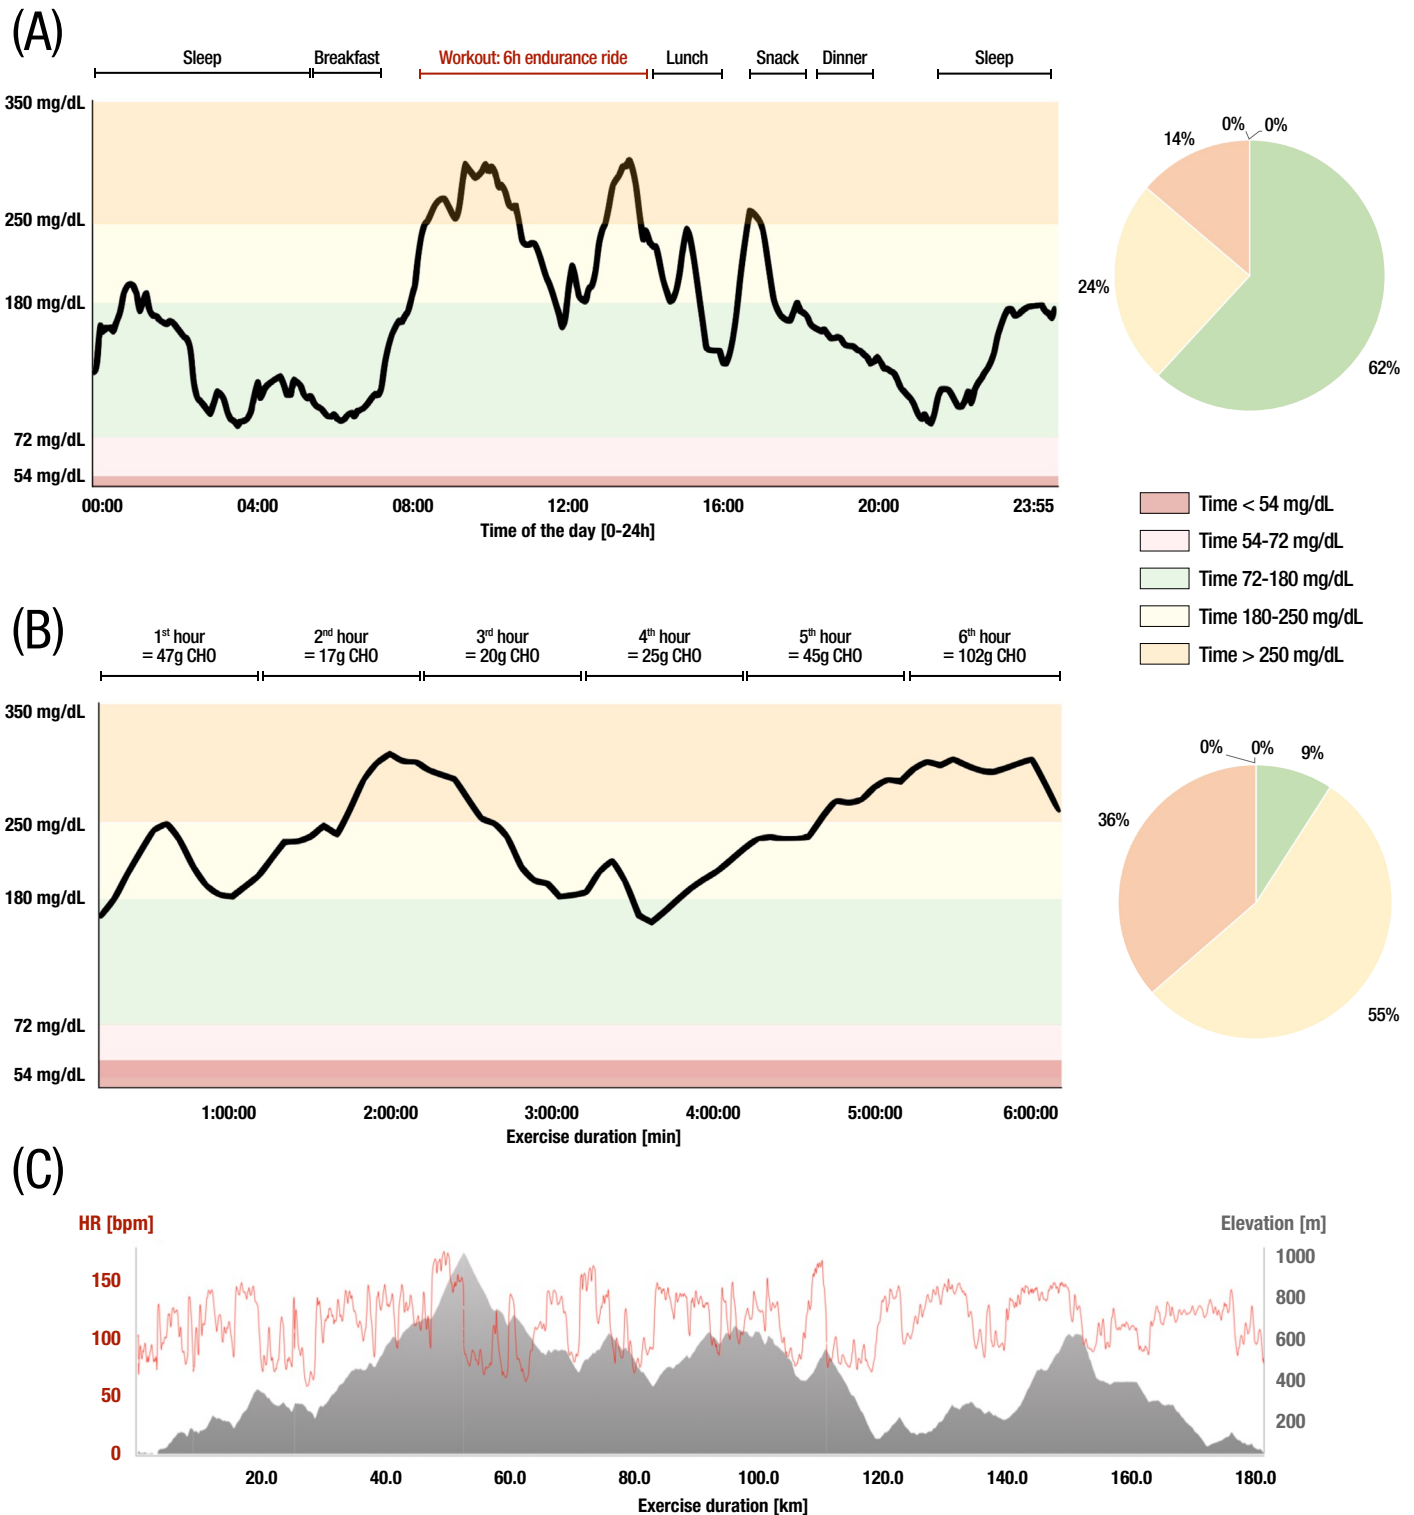 (A)
Sleep
Breakfast
Workout: 6h endurance ride
Lunch
Snack
Dinner
Sleep
350 mg/dL
250 mg/dL
180 mg/dL
72 mg/dL
54 mg/dL
00:00
04:00
08:00
12:00
16:00
20:00
23:55
Time of the day [0-24h]
14%
0%
0%
24%
62%
Time < 54 mg/dL
Time 54-72 mg/dL
Time 72-180 mg/dL
Time 180-250 mg/dL
Time > 250 mg/dL
(B)
1st hour
= 47g CHO
2nd hour
= 17g CHO
3rd hour
= 20g CHO
4th hour
= 25g CHO
5th hour
= 45g CHO
6th hour
= 102g CHO
350 mg/dL
250 mg/dL
180 mg/dL
72 mg/dL
54 mg/dL
1:00:00
2:00:00
3:00:00
4:00:00
5:00:00
6:00:00
Exercise duration [min]
0%
0%
9%
36%
55%
(C)
HR [bpm]
150
100
50
0
Elevation [m]
1000
800
600
400
200
20.0
40.0
60.0
80.0
100.0
120.0
140.0
160.0
180.0
Exercise duration [km]